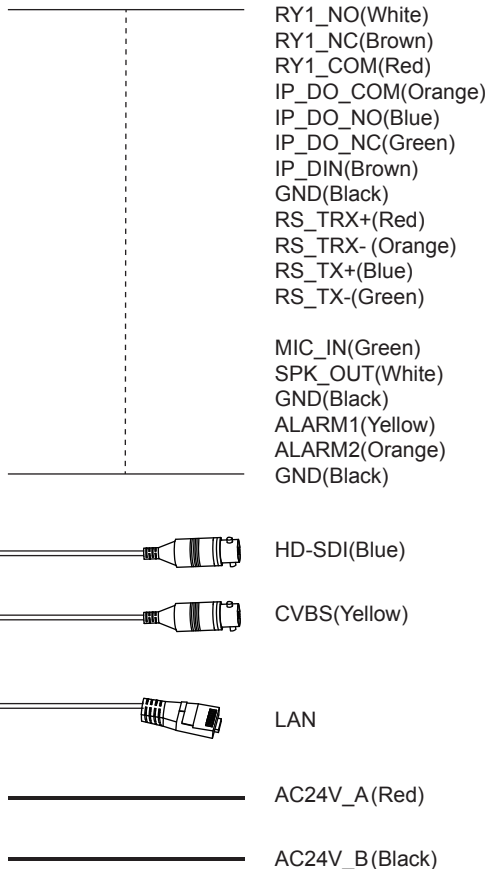 RY1_NO(White)
RY1_NC(Brown)
RY1_COM(Red)
IP_DO_COM(Orange)
IP_DO_NO(Blue)
IP_DO_NC(Green)
IP_DIN(Brown)
GND(Black)
RS_TRX+(Red)
RS_TRX- (Orange)
RS_TX+(Blue)
RS_TX-(Green)
MIC_IN(Green)
SPK_OUT(White)
GND(Black)
ALARM1(Yellow)
ALARM2(Orange)
GND(Black)
HD-SDI(Blue)
CVBS(Yellow)
LAN
AC24V_A(Red)
AC24V_B(Black)